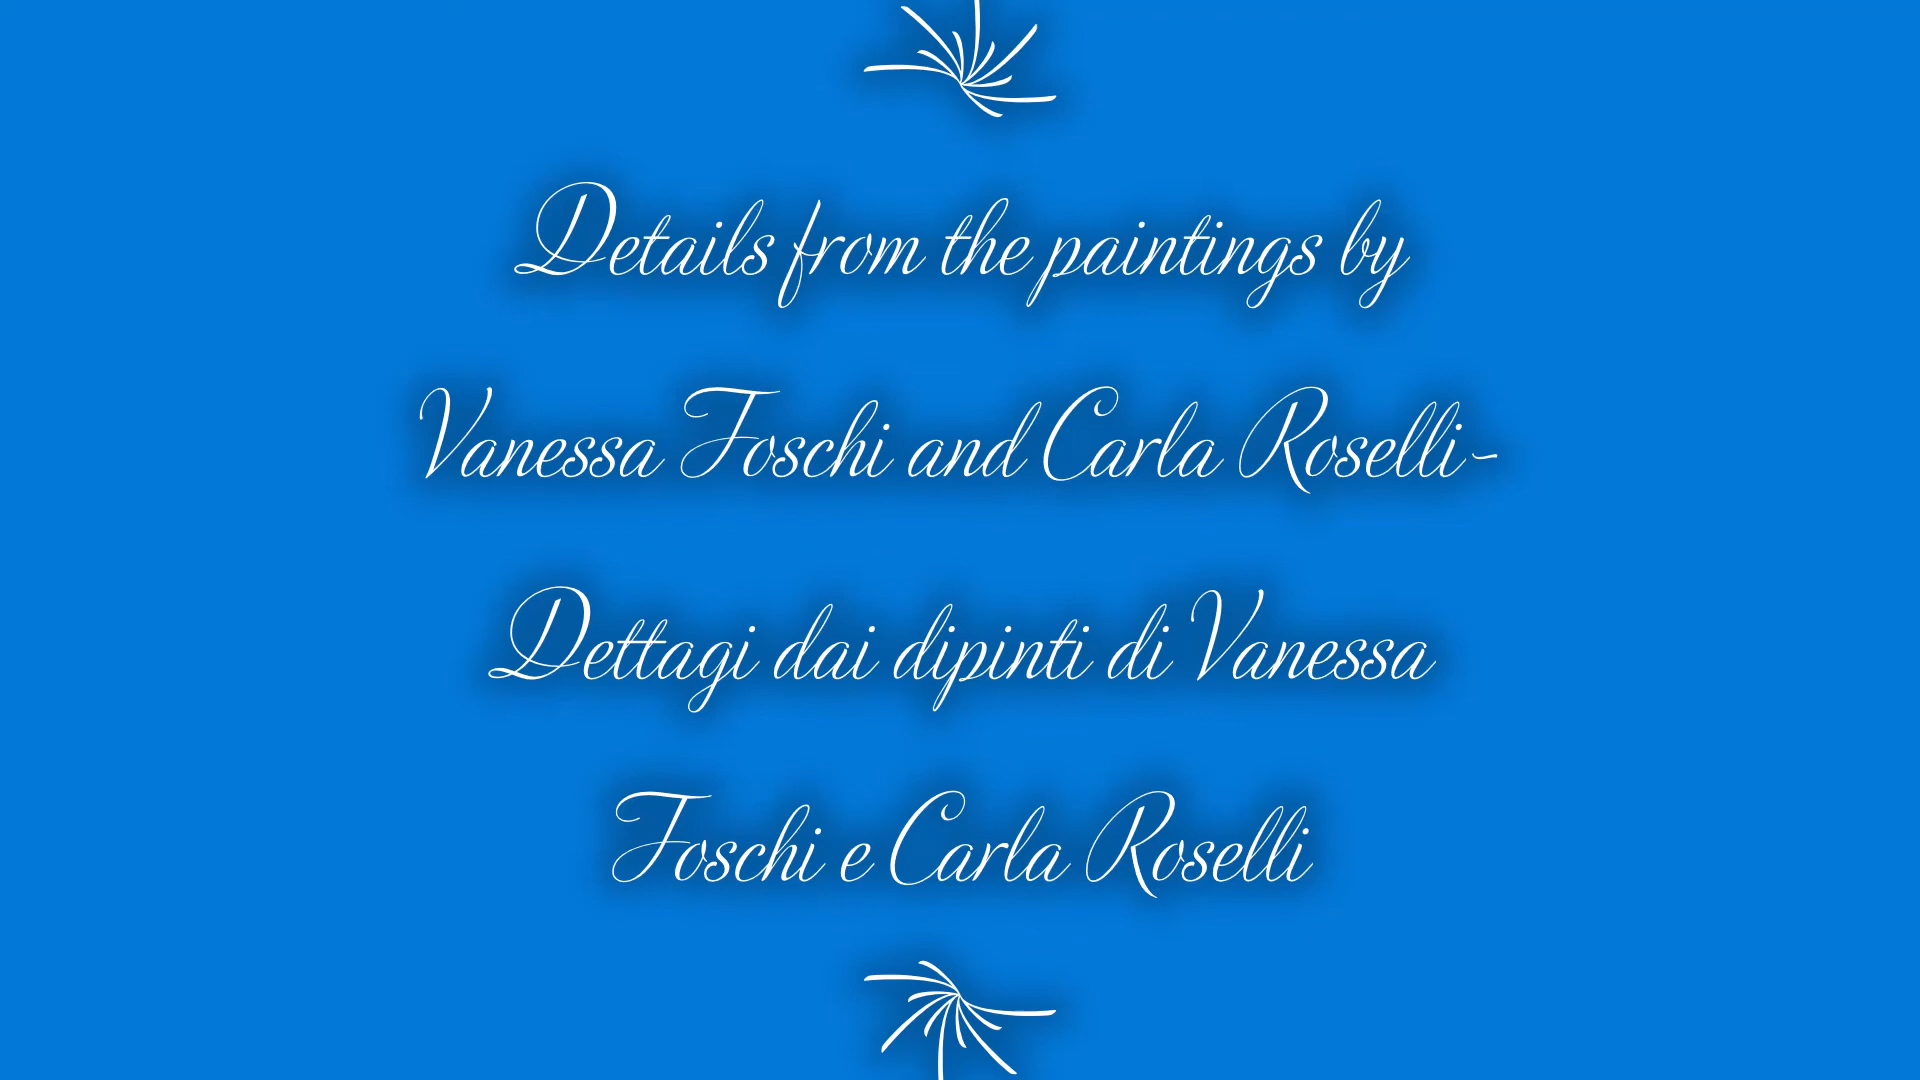 Details from the paintings by
Vanessa Foschi and Carla Roselli-
Dettagi dai dipinti di Vanessa
Foschi e Carla Roselli